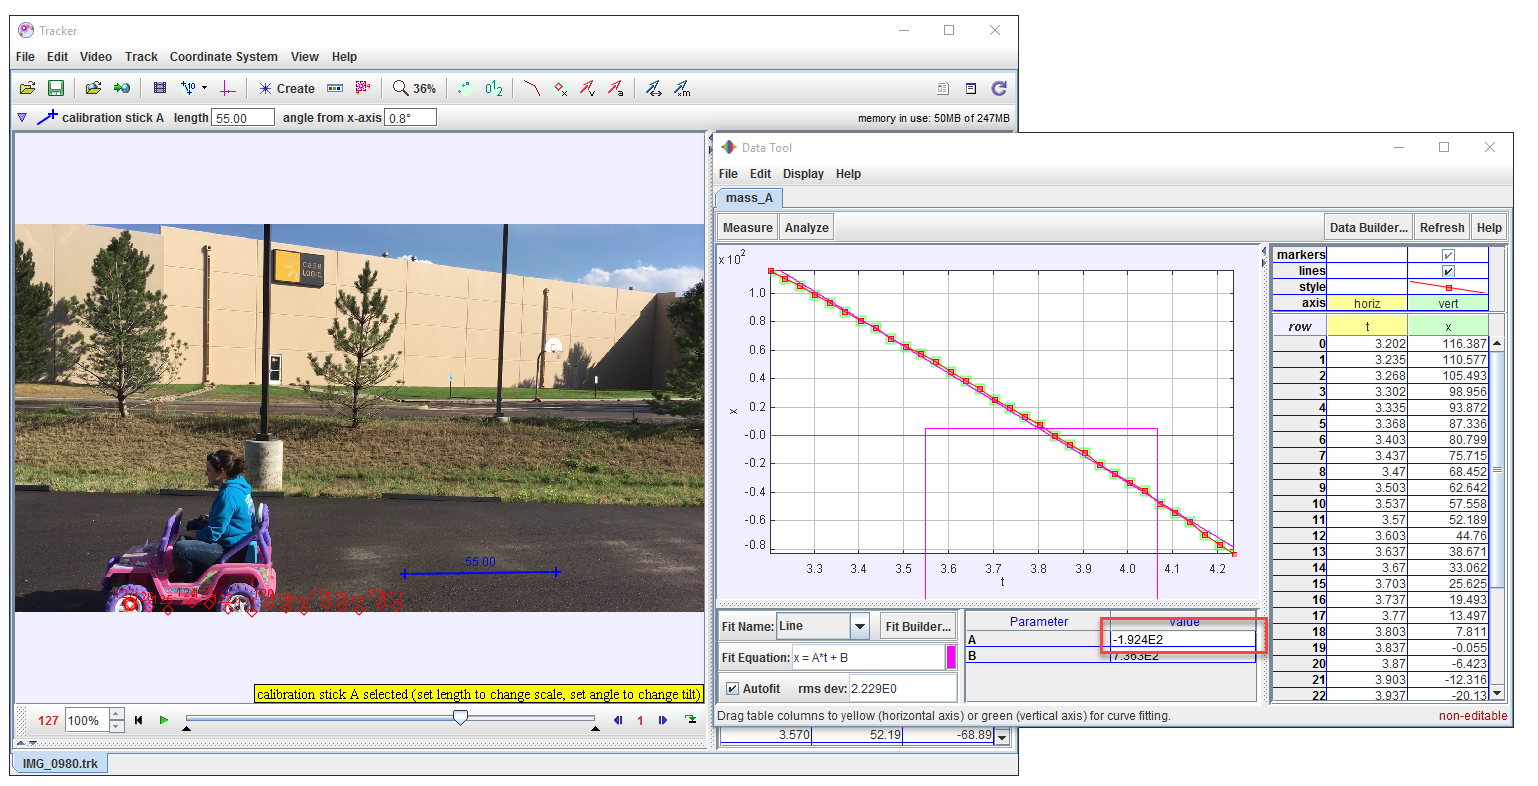 Tracker
File Edit Video Track Coordinate System View Help
Create 36%
calibration stick A length 55.00 angle from x-axis 0.8° memory in use: 50MB of 247MB
case
LOGIC
55.00
calibration stick A selected (set length to change scale, set angle to change tilt)
127 100% 1
IMG_0980.trk
3.570 52.19 -68.89
Data Tool
File Edit Display Help
mass_A
Measure Analyze Data Builder... Refresh Help
x 10²
1.0
0.8
0.6
0.4
0.2
-0.0
-0.2
-0.4
-0.6
-0.8
x
3.3 3.4 3.5 3.6 3.7 3.8 3.9 4.0 4.1 4.2
t
Fit Name: Line Fit Builder...
Fit Equation: x = A*t + B
Autofit rms dev: 2.229E0
Parameter Value
A -1.924E2
B 7.363E2
Drag table columns to yellow (horizontal axis) or green (vertical axis) for curve fitting. non-editable
markers
lines
style
axis horiz vert
row t x
0 3.202 116.387
1 3.235 110.577
2 3.268 105.493
3 3.302 98.956
4 3.335 93.872
5 3.368 87.336
6 3.403 80.799
7 3.437 75.715
8 3.47 68.452
9 3.503 62.642
10 3.537 57.558
11 3.57 52.189
12 3.603 44.76
13 3.637 38.671
14 3.67 33.062
15 3.703 25.625
16 3.737 19.493
17 3.77 13.497
18 3.803 7.811
19 3.837 -0.055
20 3.87 -6.423
21 3.903 -12.316
22 3.937 -20.13